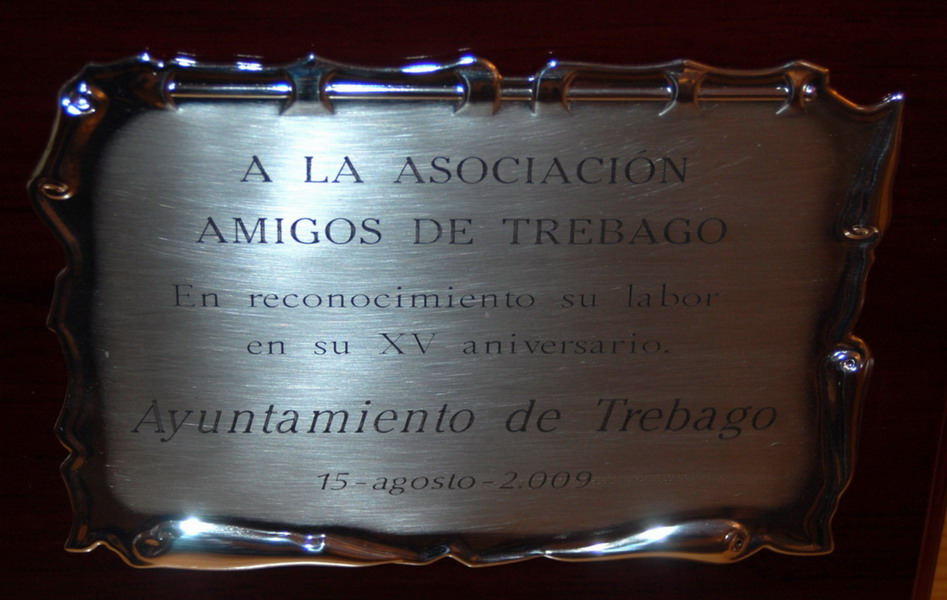 A LA ASOCIACIÓN
AMIGOS DE TREBAGO
En reconocimiento su labor
en su XV aniversario.
Ayuntamiento de Trebago
15-agosto-2.009